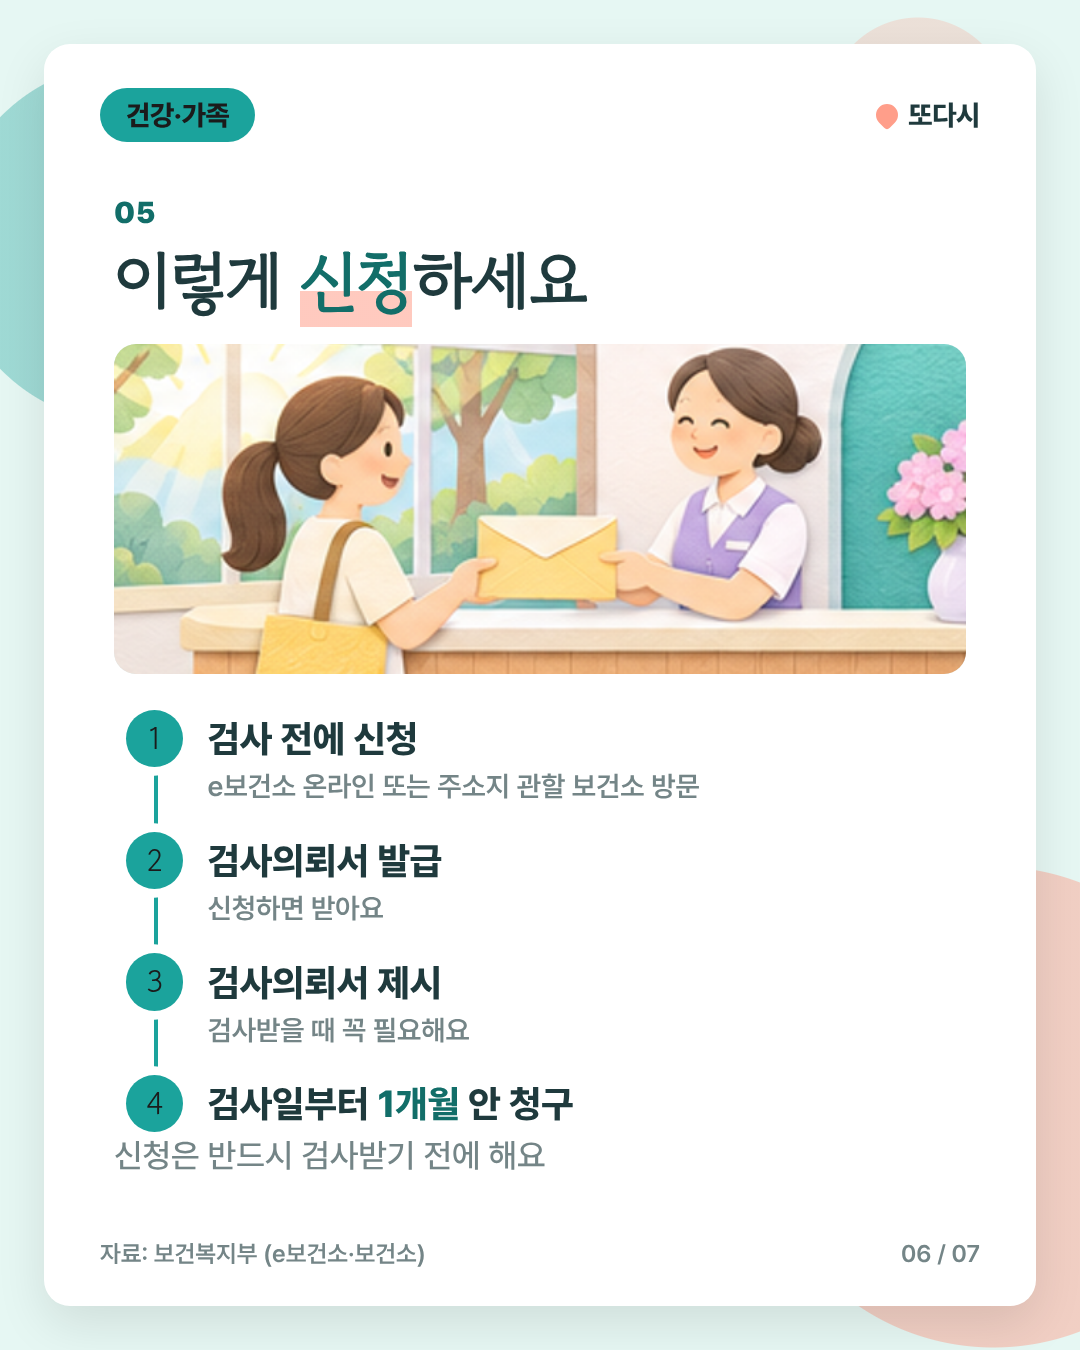 건강·가족
또다시
05
이렇게 신청하세요
1
검사 전에 신청
e보건소 온라인 또는 주소지 관할 보건소 방문
2
검사의뢰서 발급
신청하면 받아요
3
검사의뢰서 제시
검사받을 때 꼭 필요해요
4
검사일부터 1개월 안 청구
신청은 반드시 검사받기 전에 해요
자료: 보건복지부 (e보건소·보건소)
06 / 07